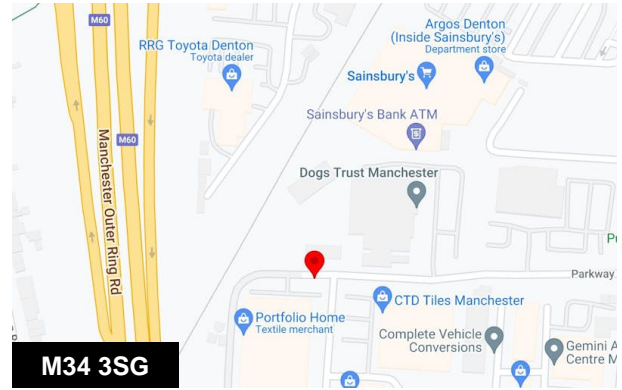 M60
RRG Toyota Denton
Toyota dealer
Argos Denton
(Inside Sainsbury's)
Department store
Sainsbury's
Sainsbury's Bank ATM
M60
Manchester Outer Ring Rd
Dogs Trust Manchester
Parkway
Portfolio Home
Textile merchant
CTD Tiles Manchester
Complete Vehicle
Conversions
Gemini A
Centre M
M34 3SG